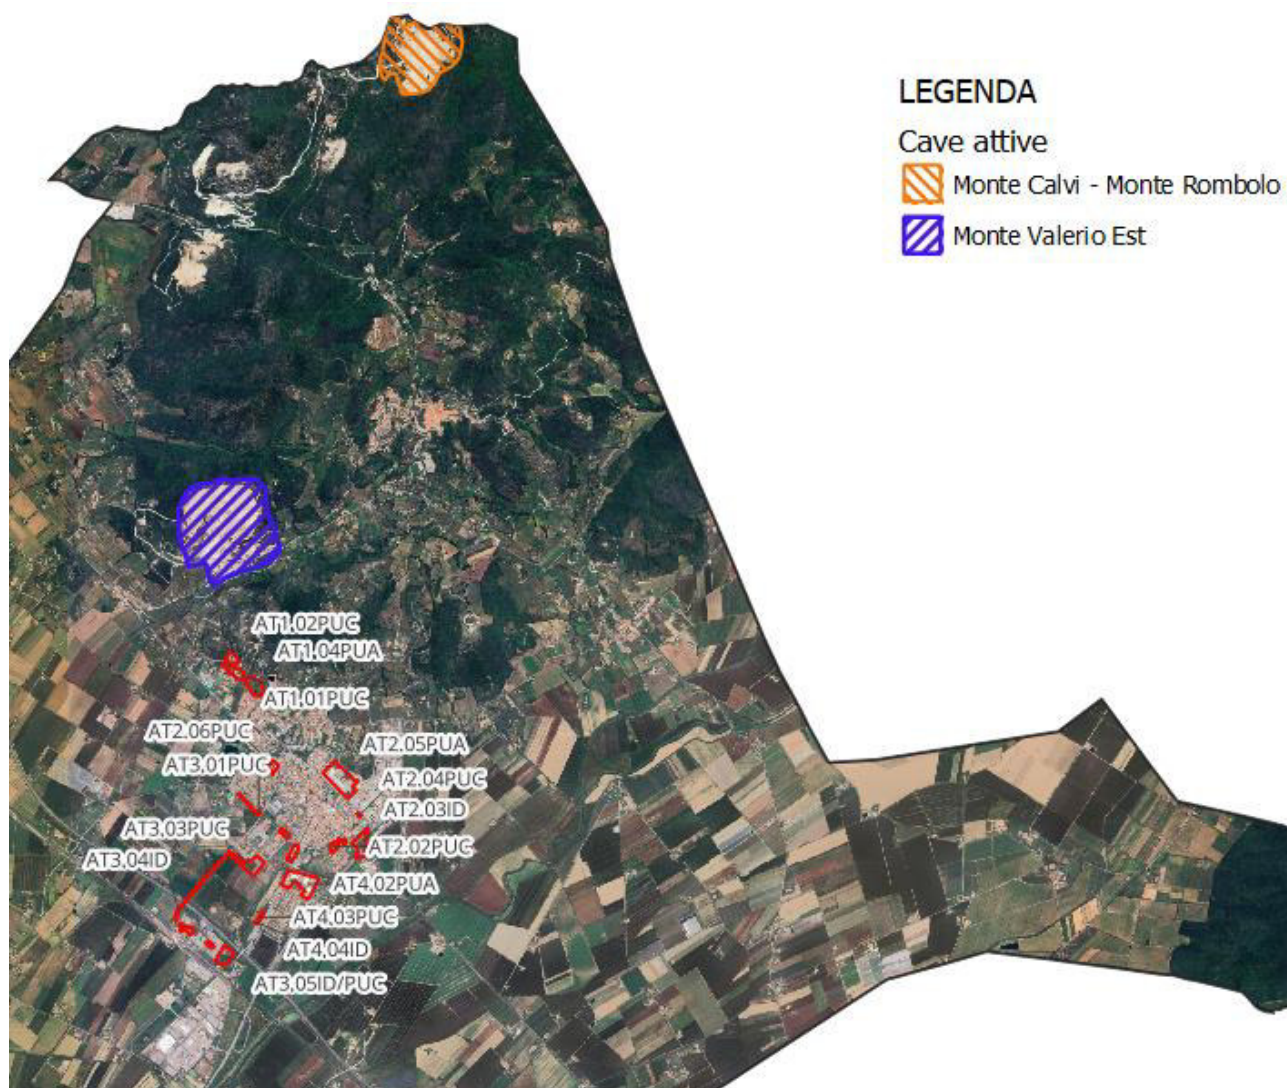 LEGENDA
Cave attive
Monte Calvi - Monte Rombolo
Monte Valerio Est
AT1.02PUC
AT1.04PUA
AT1.01PUC
AT2.06PUC
AT2.05PUA
AT3.01PUC
AT2.04PUC
AT2.03ID
AT3.03PUC
AT2.02PUC
AT3.04ID
AT4.02PUA
AT4.03PUC
AT4.04ID
AT3.05ID/PUC